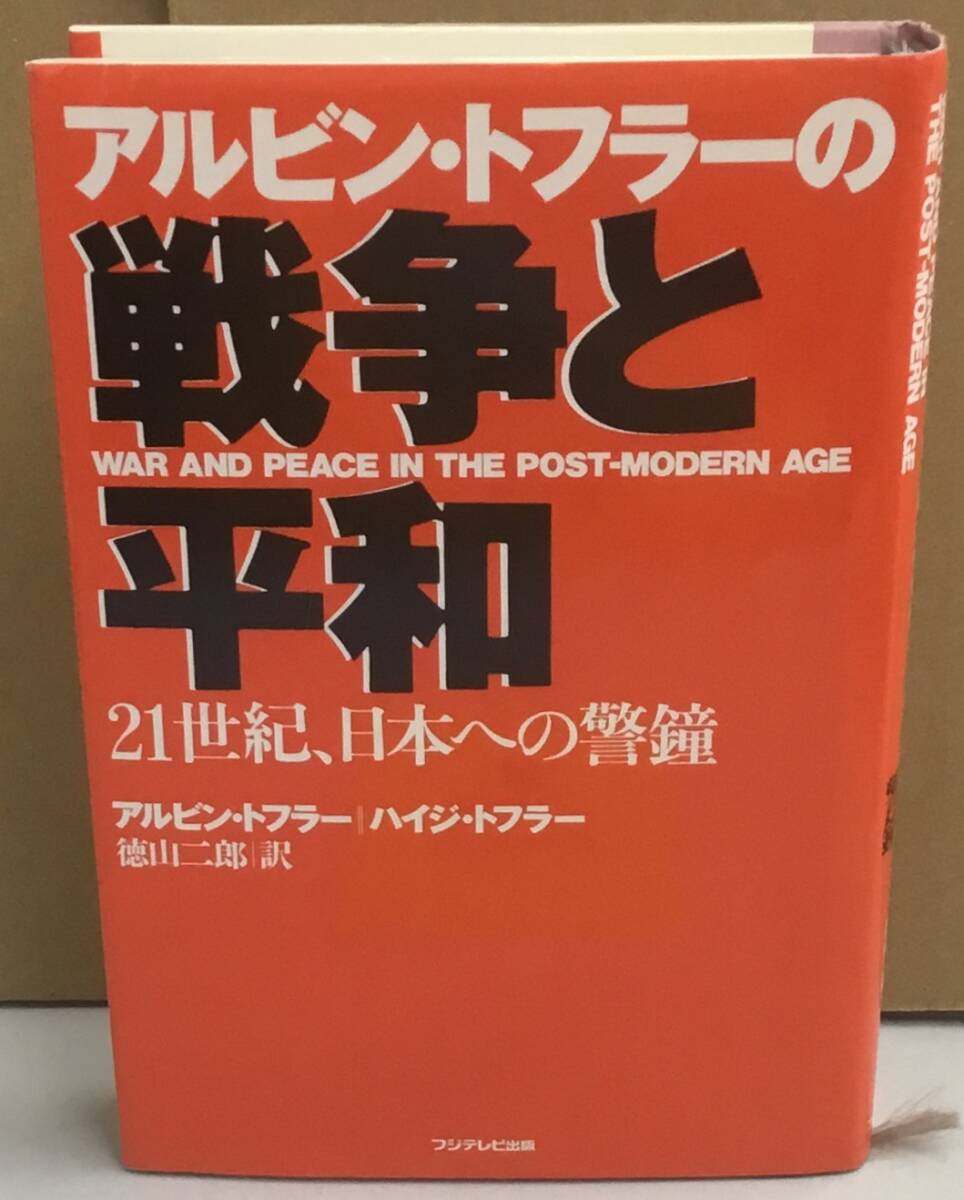 アルビン・トフラーの
戦争と
WAR AND PEACE IN THE POST-MODERN AGE
平和
21世紀、日本への警鐘
アルビン・トフラー｜ハイジ・トフラー
徳山二郎｜訳
フジテレビ出版
THE POST-MODERN AGE